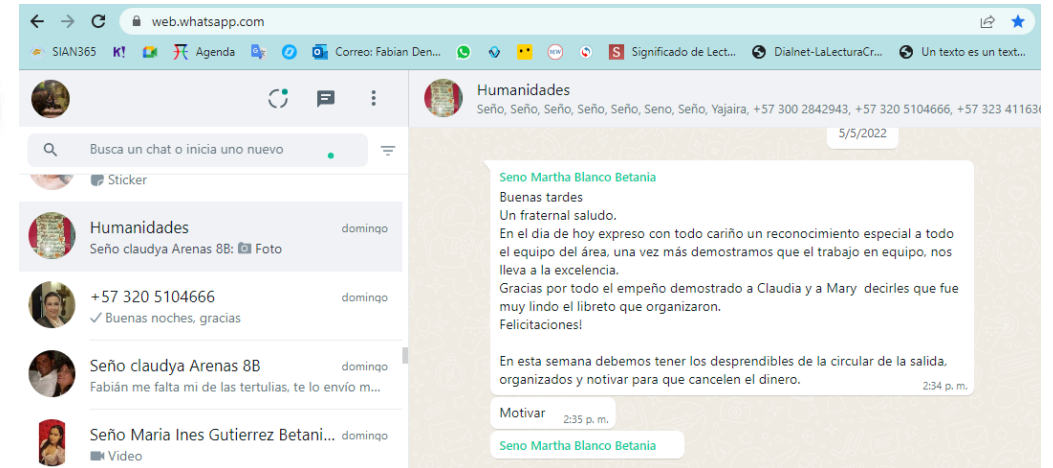 web.whatsapp.com
SIAN365 K! Agenda Correo: Fabian Den... MW S Significado de Lect... Dialnet-LaLecturaCr... Un texto es un text...
Humanidades
Seño, Seño, Seño, Seño, Seño, Seno, Seño, Yajaira, +57 300 2842943, +57 320 5104666, +57 323 41163
5/5/2022
Busca un chat o inicia uno nuevo
Sticker
Humanidades domingo
Seño claudya Arenas 8B: Foto
+57 320 5104666 domingo
Buenas noches, gracias
Seño claudya Arenas 8B domingo
Fabián me falta mi de las tertulias, te lo envío m...
Seño Maria Ines Gutierrez Betani... domingo
Video
Seno Martha Blanco Betania
Buenas tardes
Un fraternal saludo.
En el dia de hoy expreso con todo cariño un reconocimiento especial a todo
el equipo del área, una vez más demostramos que el trabajo en equipo, nos
lleva a la excelencia.
Gracias por todo el empeño demostrado a Claudia y a Mary decirles que fue
muy lindo el libreto que organizaron.
Felicitaciones!
En esta semana debemos tener los desprendibles de la circular de la salida,
organizados y notivar para que cancelen el dinero. 2:34 p. m.
Motivar 2:35 p. m.
Seno Martha Blanco Betania